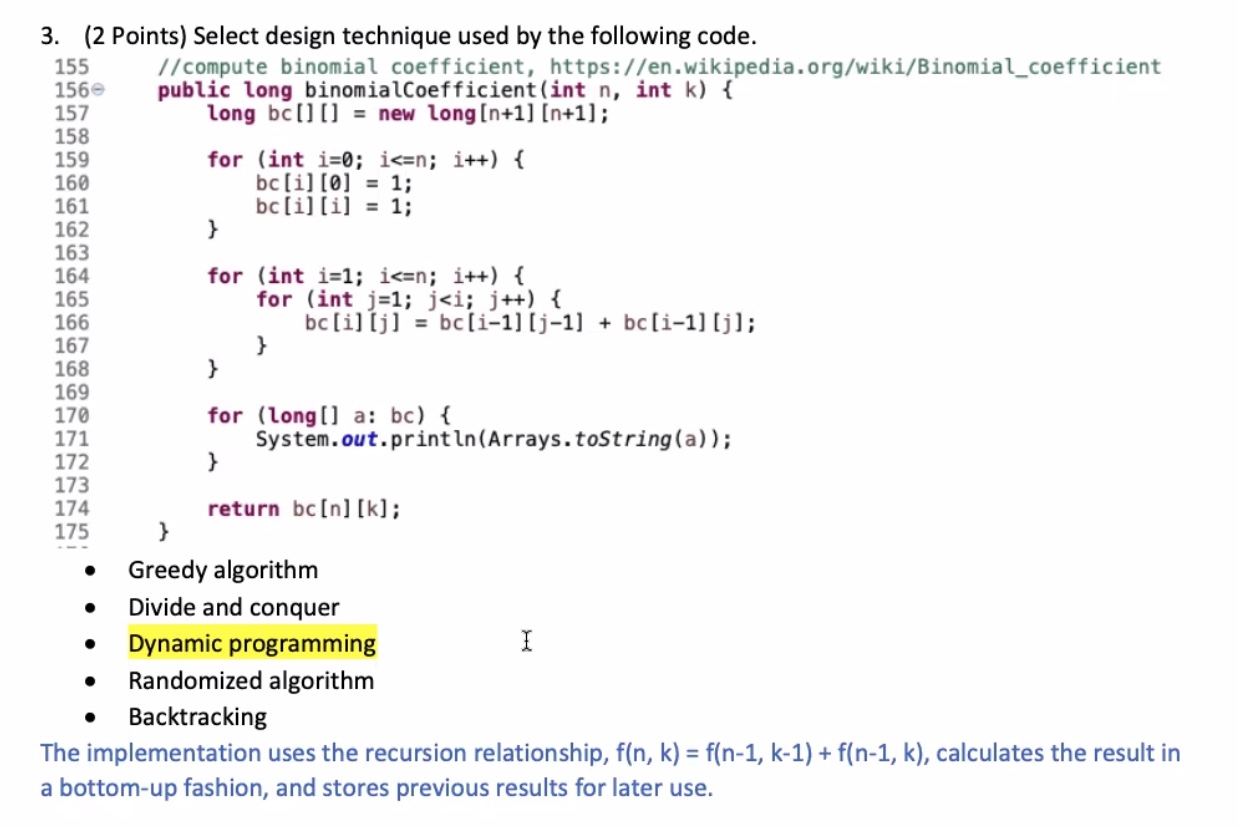 3. (2 Points) Select design technique used by the following code.
155 //compute binomial coefficient, https://en.wikipedia.org/wiki/Binomial_coefficient
156 public long binomialCoefficient(int n, int k) {
157 long bc[][] = new long[n+1][n+1];
158
159 for (int i=0; i<=n; i++) {
160 bc[i][0] = 1;
161 bc[i][i] = 1;
162 }
163
164 for (int i=1; i<=n; i++) {
165 for (int j=1; j<i; j++) {
166 bc[i][j] = bc[i-1][j-1] + bc[i-1][j];
167 }
168 }
169
170 for (long[] a: bc) {
171 System.out.println(Arrays.toString(a));
172 }
173
174 return bc[n][k];
175 }
• Greedy algorithm
• Divide and conquer
• Dynamic programming
• Randomized algorithm
• Backtracking
The implementation uses the recursion relationship, f(n, k) = f(n-1, k-1) + f(n-1, k), calculates the result in
a bottom-up fashion, and stores previous results for later use.